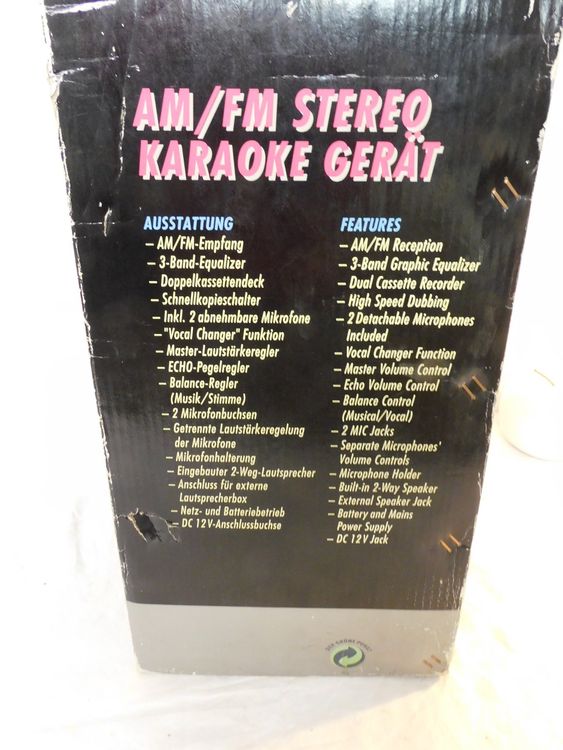 AM/FM STEREO
KARAOKE GERÄT
AUSSTATTUNG
– AM/FM-Empfang
– 3-Band-Equalizer
– Doppelkassettendeck
– Schnellkopieschalter
– Inkl. 2 abnehmbare Mikrofone
– "Vocal Changer" Funktion
– Master-Lautstärkeregler
– ECHO-Pegelregler
– Balance-Regler
(Musik/Stimme)
– 2 Mikrofonbuchsen
– Getrennte Lautstärkeregelung
der Mikrofone
– Mikrofonhalterung
– Eingebauter 2-Weg-Lautsprecher
– Anschluss für externe
Lautsprecherbox
– Netz- und Batteriebetrieb
– DC 12V-Anschlussbuchse
FEATURES
– AM/FM Reception
– 3-Band Graphic Equalizer
– Dual Cassette Recorder
– High Speed Dubbing
– 2 Detachable Microphones
Included
– Vocal Changer Function
– Master Volume Control
– Echo Volume Control
– Balance Control
(Musical/Vocal)
– 2 MIC Jacks
– Separate Microphones'
Volume Controls
– Microphone Holder
– Built-in 2-Way Speaker
– External Speaker Jack
– Battery and Mains
Power Supply
– DC 12V Jack
DER GRÜNE PUNKT